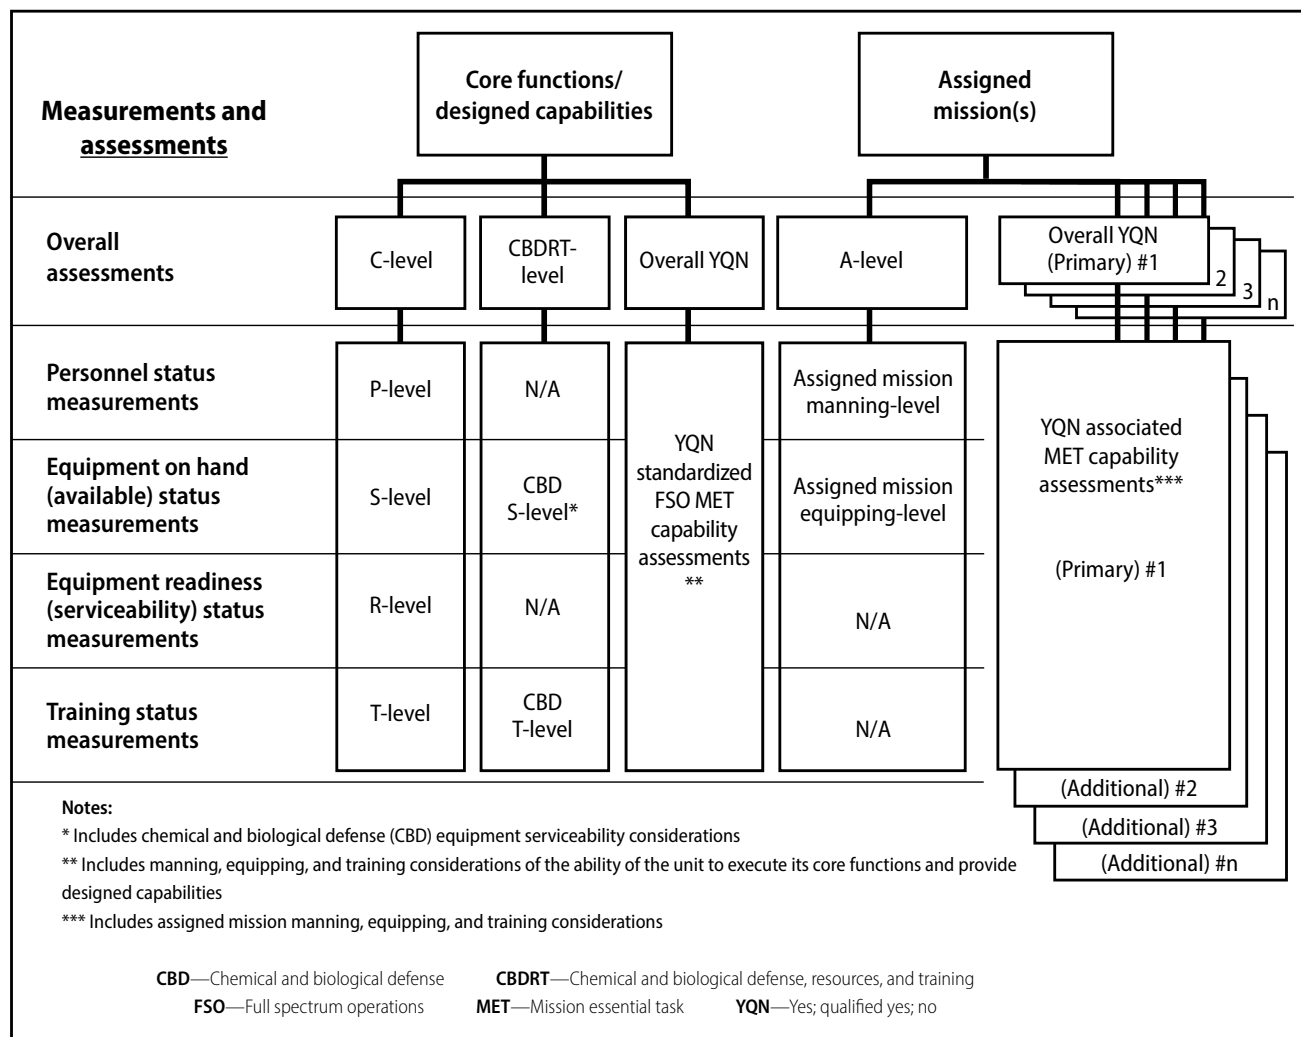 Measurements and
assessments
Core functions/
designed capabilities
Assigned
mission(s)
Overall
assessments
C-level
CBDRT-
level
Overall YQN
A-level
Overall YQN
(Primary) #1
2
3
n
Personnel status
measurements
P-level
N/A
YQN
standardized
FSO MET
capability
assessments
**
Assigned mission
manning-level
YQN associated
MET capability
assessments***
(Primary) #1
Equipment on hand
(available) status
measurements
S-level
CBD
S-level*
Assigned mission
equipping-level
Equipment readiness
(serviceability) status
measurements
R-level
N/A
N/A
Training status
measurements
T-level
CBD
T-level
N/A
(Additional) #2
(Additional) #3
(Additional) #n
Notes:
* Includes chemical and biological defense (CBD) equipment serviceability considerations
** Includes manning, equipping, and training considerations of the ability of the unit to execute its core functions and provide
designed capabilities
*** Includes assigned mission manning, equipping, and training considerations
CBD—Chemical and biological defense CBDRT—Chemical and biological defense, resources, and training
FSO—Full spectrum operations MET—Mission essential task YQN—Yes; qualified yes; no